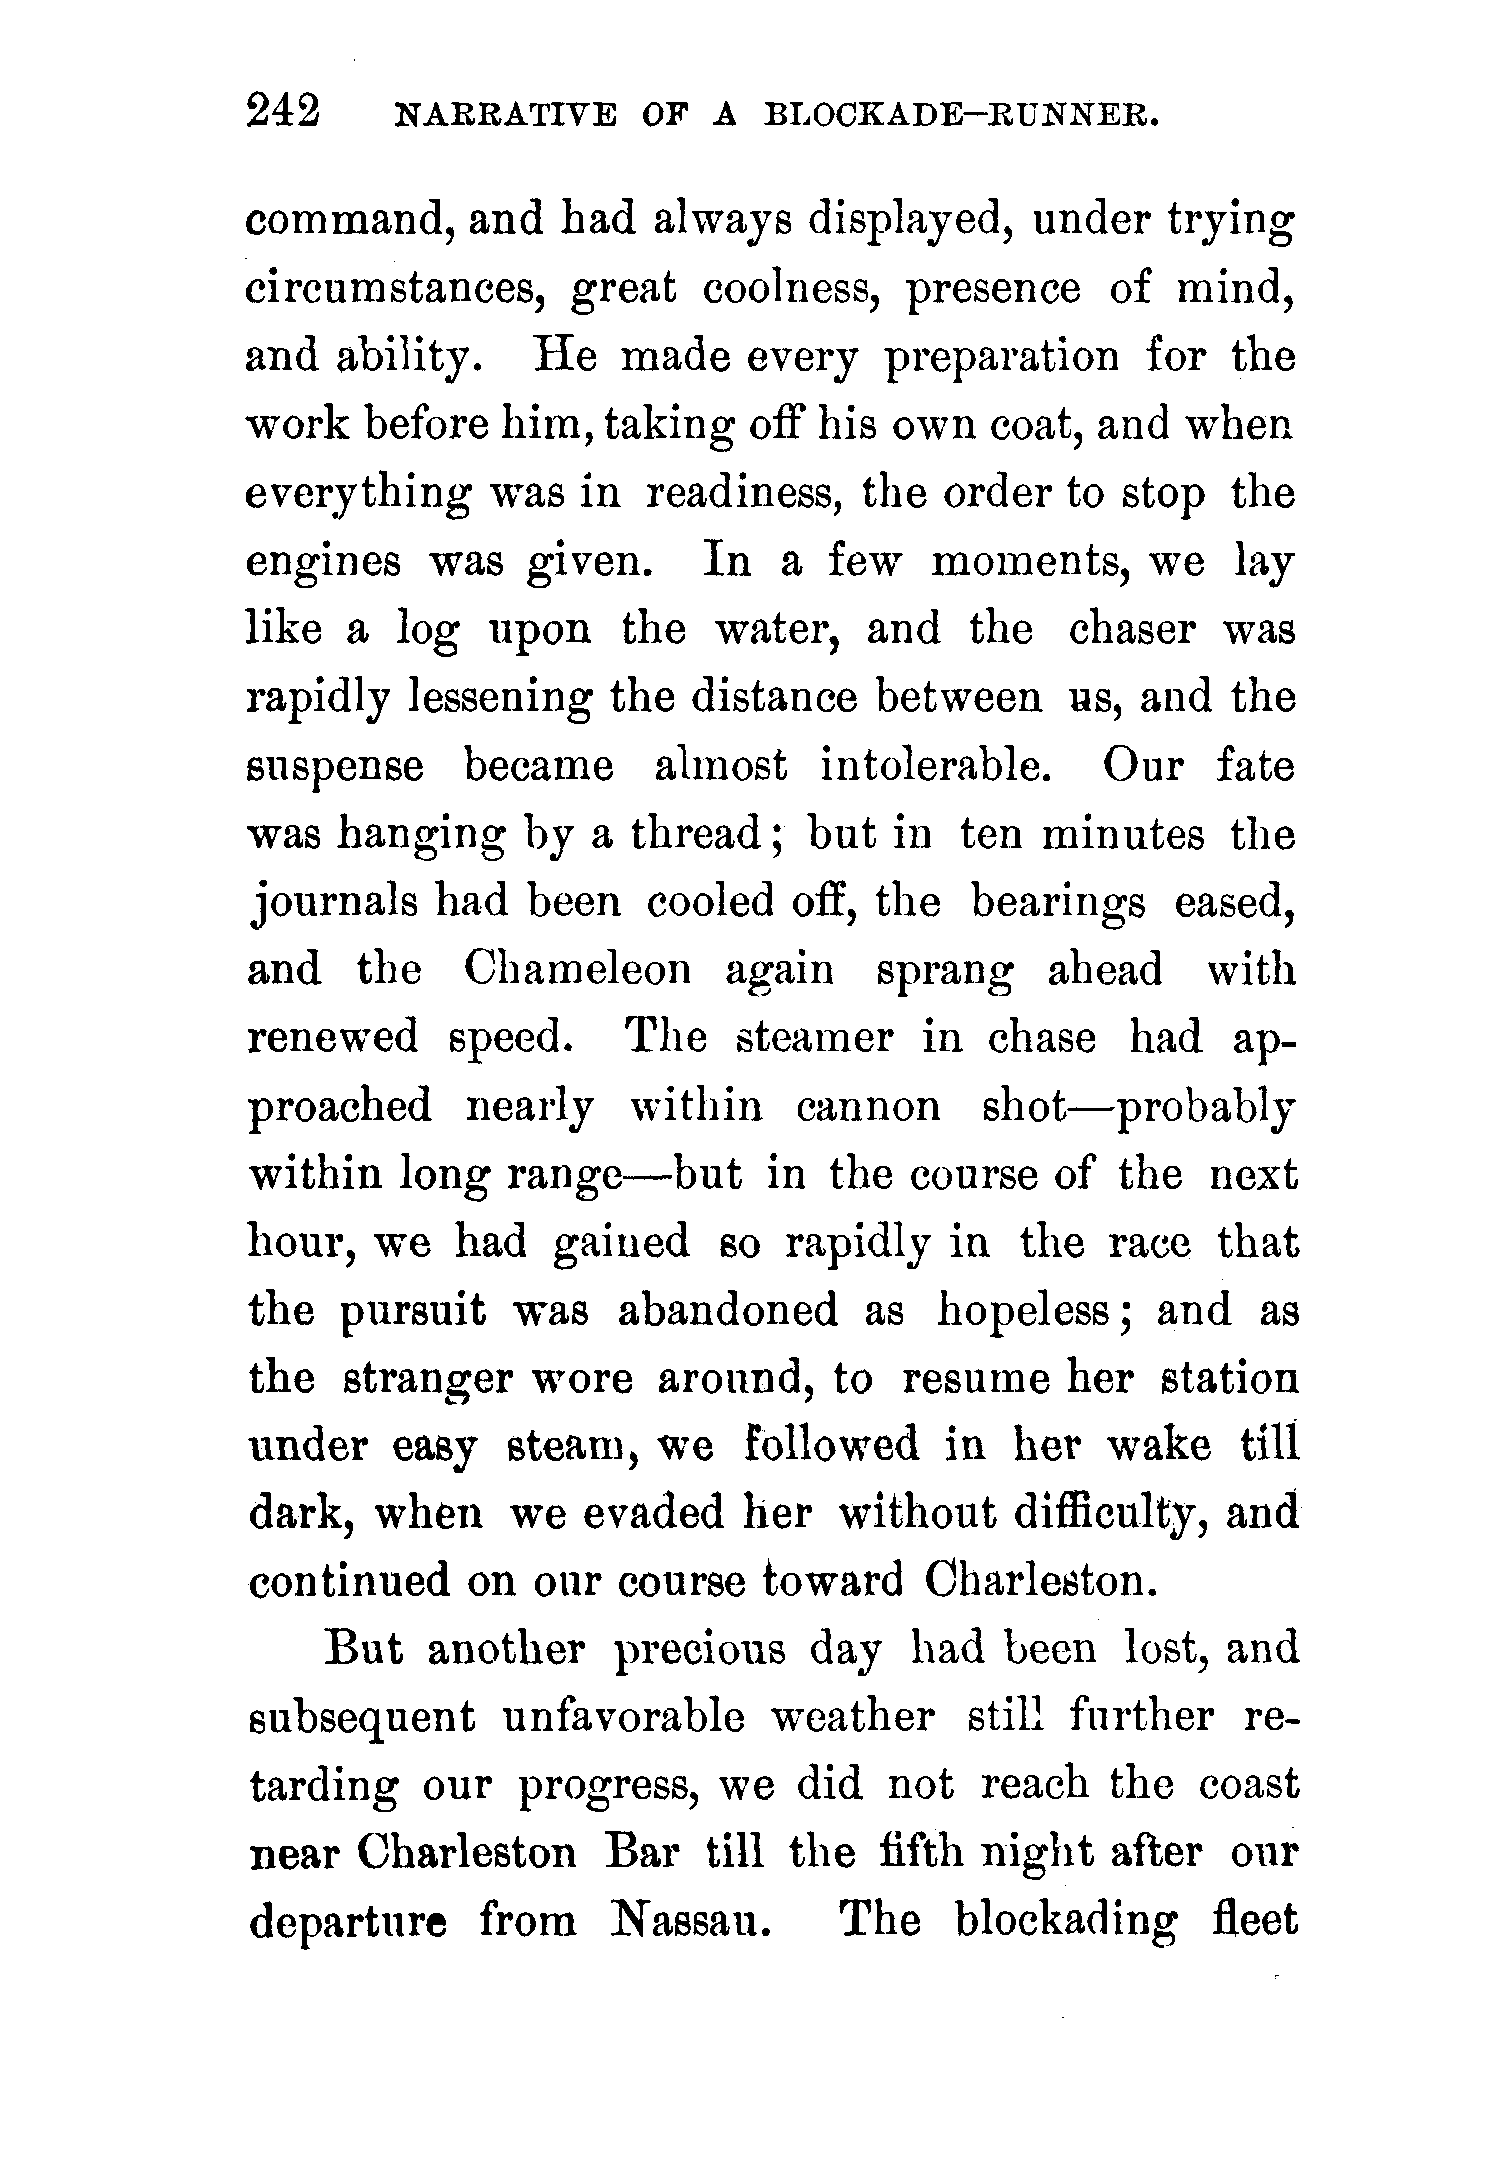 242 NARRATIVE OF A BLOCKADE-RUNNER.
command, and had always displayed, under trying
circumstances, great coolness, presence of mind,
and ability. He made every preparation for the
work before him, taking off his own coat, and when
everything was in readiness, the order to stop the
engines was given. In a few moments, we lay
like a log upon the water, and the chaser was
rapidly lessening the distance between us, and the
suspense became almost intolerable. Our fate
was hanging by a thread; but in ten minutes the
journals had been cooled off, the bearings eased,
and the Chameleon again sprang ahead with
renewed speed. The steamer in chase had ap-
proached nearly within cannon shot—probably
within long range—but in the course of the next
hour, we had gained so rapidly in the race that
the pursuit was abandoned as hopeless; and as
the stranger wore around, to resume her station
under easy steam, we followed in her wake till
dark, when we evaded her without difficulty, and
continued on our course toward Charleston.
But another precious day had been lost, and
subsequent unfavorable weather still further re-
tarding our progress, we did not reach the coast
near Charleston Bar till the fifth night after our
departure from Nassau. The blockading fleet